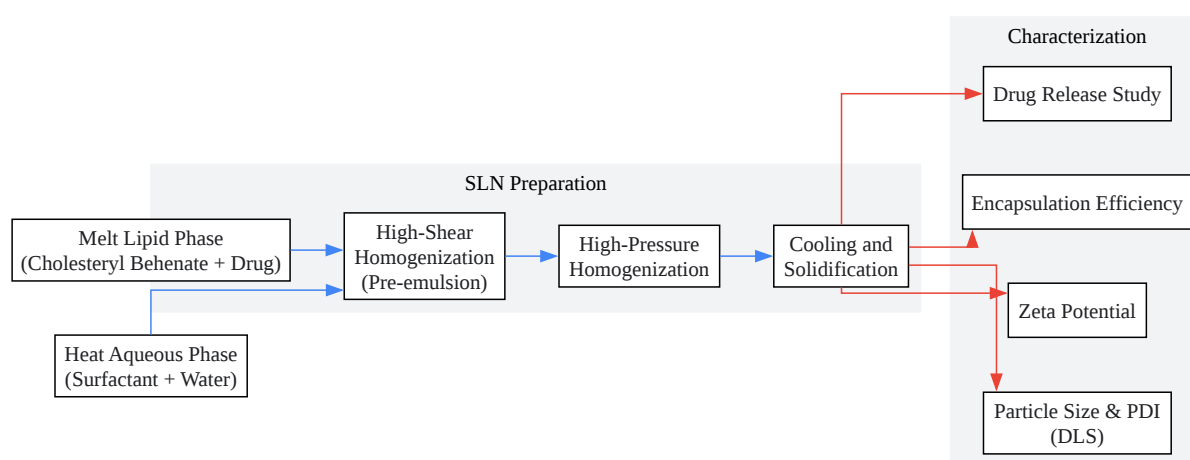 Characterization
Drug Release Study
SLN Preparation
Encapsulation Efficiency
Melt Lipid Phase
(Cholesteryl Behenate + Drug)
High-Shear
Homogenization
(Pre-emulsion)
High-Pressure
Homogenization
Cooling and
Solidification
Zeta Potential
Heat Aqueous Phase
(Surfactant + Water)
Particle Size & PDI
(DLS)